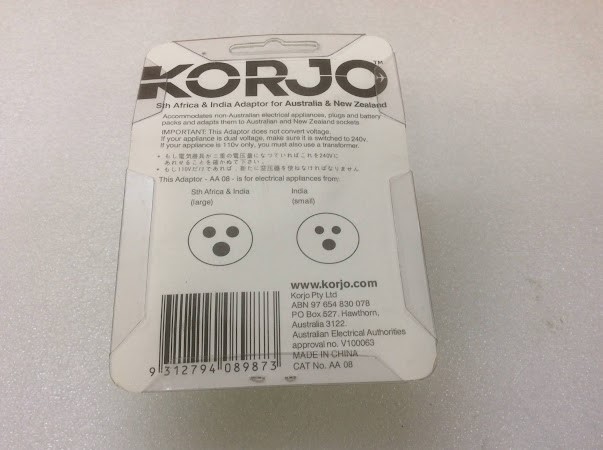 KORJO™
Sth Africa & India Adaptor for Australia & New Zealand
Accommodates non-Australian electrical appliances, plugs and battery
packs and adapts them to Australian and New Zealand sockets
IMPORTANT: This Adaptor does not convert voltage.
If your appliance is dual voltage, make sure it is switched to 240v.
If your appliance is 110v only, you must also use a transformer.
This Adaptor - AA 08 - is for electrical appliances from:
Sth Africa & India
(large)
India
(small)
www.korjo.com
Korjo Pty Ltd
ABN 97 654 830 078
PO Box 827, Hawthorn,
Australia 3122.
Australian Electrical Authorities
approval no. V100063
MADE IN CHINA
CAT No. AA 08
9 312794 089873